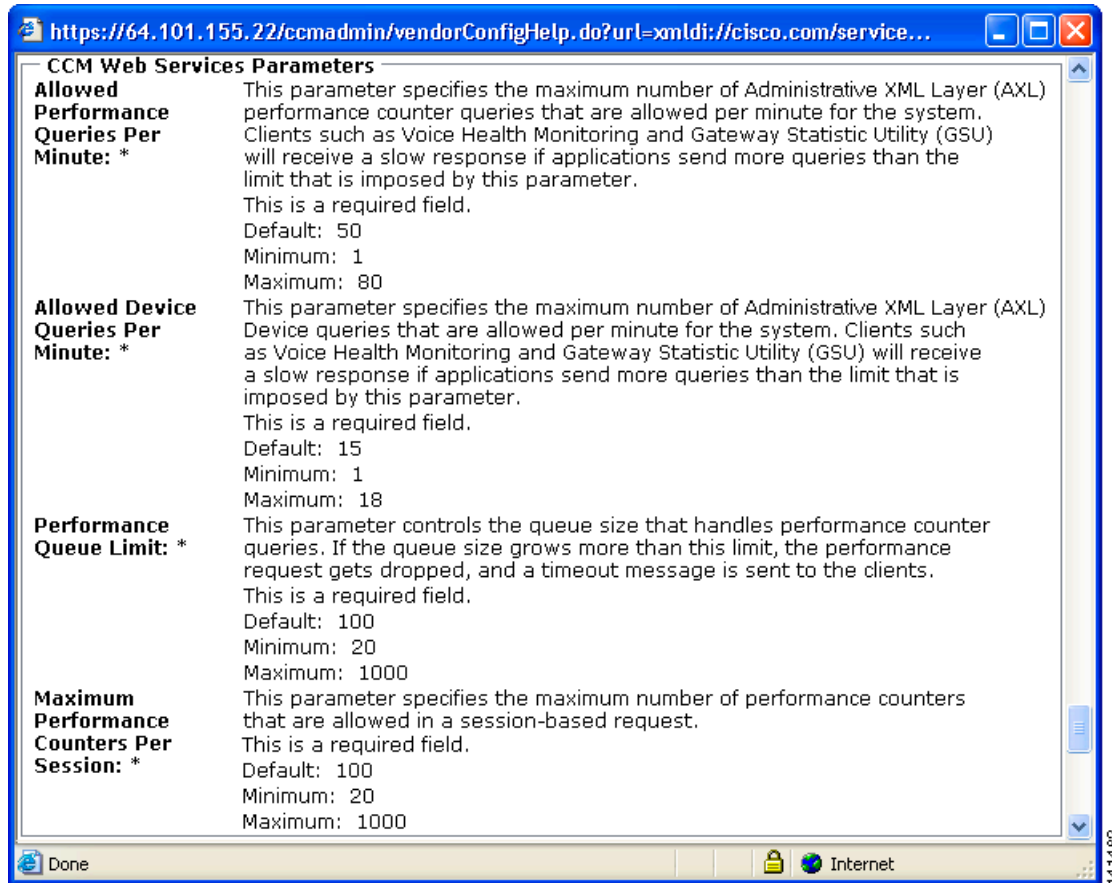 https://64.101.155.22/ccmadmin/vendorConfigHelp.do?url=xmldi://cisco.com/service...
CCM Web Services Parameters
Allowed Performance Queries Per Minute: *
This parameter specifies the maximum number of Administrative XML Layer (AXL)
performance counter queries that are allowed per minute for the system.
Clients such as Voice Health Monitoring and Gateway Statistic Utility (GSU)
will receive a slow response if applications send more queries than the
limit that is imposed by this parameter.
This is a required field.
Default: 50
Minimum: 1
Maximum: 80
Allowed Device Queries Per Minute: *
This parameter specifies the maximum number of Administrative XML Layer (AXL)
Device queries that are allowed per minute for the system. Clients such
as Voice Health Monitoring and Gateway Statistic Utility (GSU) will receive
a slow response if applications send more queries than the limit that is
imposed by this parameter.
This is a required field.
Default: 15
Minimum: 1
Maximum: 18
Performance Queue Limit: *
This parameter controls the queue size that handles performance counter
queries. If the queue size grows more than this limit, the performance
request gets dropped, and a timeout message is sent to the clients.
This is a required field.
Default: 100
Minimum: 20
Maximum: 1000
Maximum Performance Counters Per Session: *
This parameter specifies the maximum number of performance counters
that are allowed in a session-based request.
This is a required field.
Default: 100
Minimum: 20
Maximum: 1000
Done
Internet